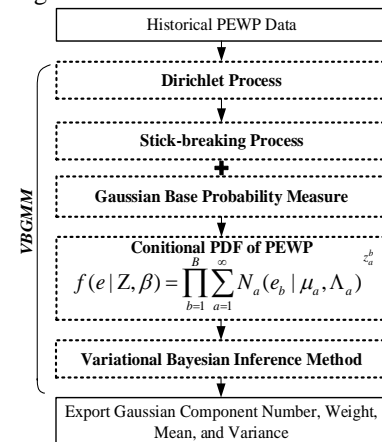 Historical PEWP Data
Dirichlet Process
Stick-breaking Process
+
Gaussian Base Probability Measure
VBGMM
Conitional PDF of PEWP
f(e | Z, β) = ∏_{b=1}^{B} ∑_{a=1}^{∞} N_a(e_b | μ_a, Λ_a)^{z_a^b}
Variational Bayesian Inference Method
Export Gaussian Component Number, Weight,
Mean, and Variance